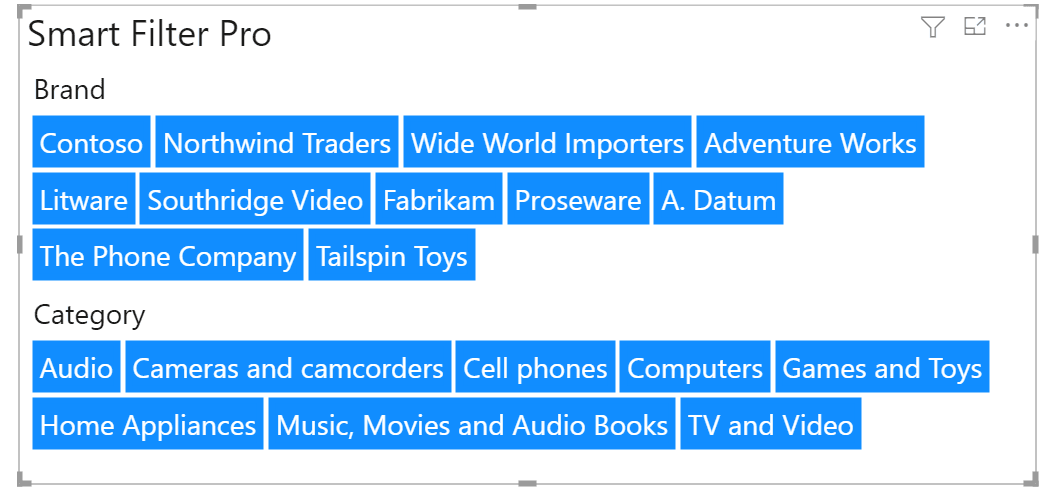 Smart Filter Pro
Brand
Contoso Northwind Traders Wide World Importers Adventure Works
Litware Southridge Video Fabrikam Proseware A. Datum
The Phone Company Tailspin Toys
Category
Audio Cameras and camcorders Cell phones Computers Games and Toys
Home Appliances Music, Movies and Audio Books TV and Video